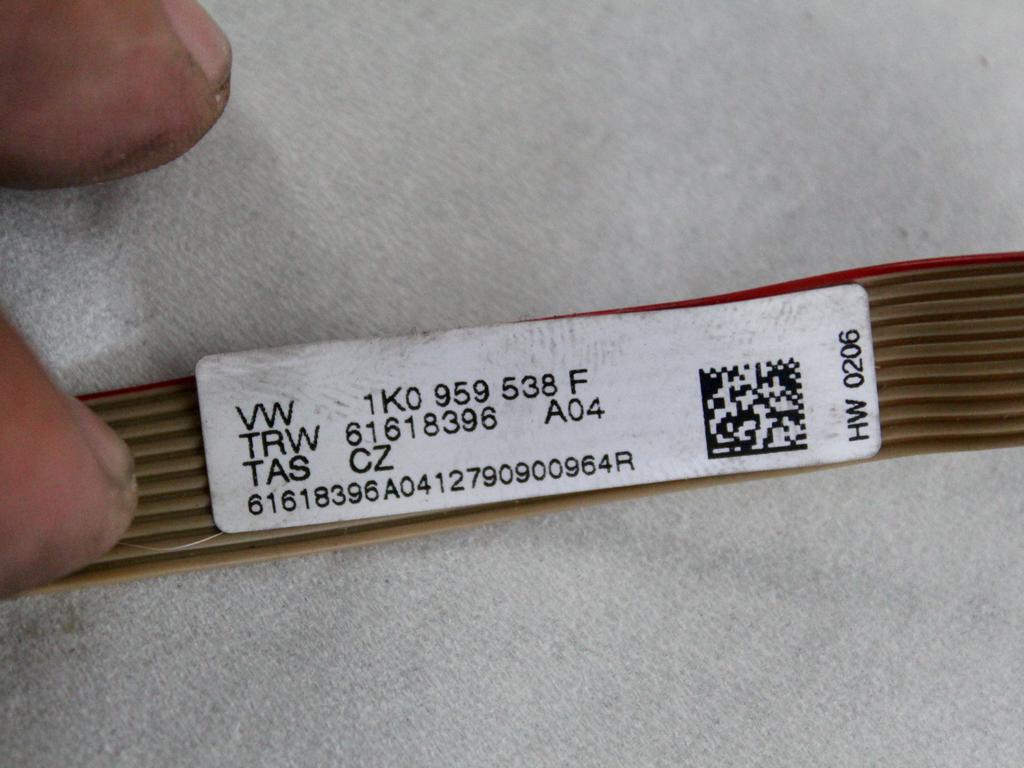 VW 1K0 959 538 F
TRW 61618396 A04
TAS CZ
61618396A0412790900964R
HW 0206